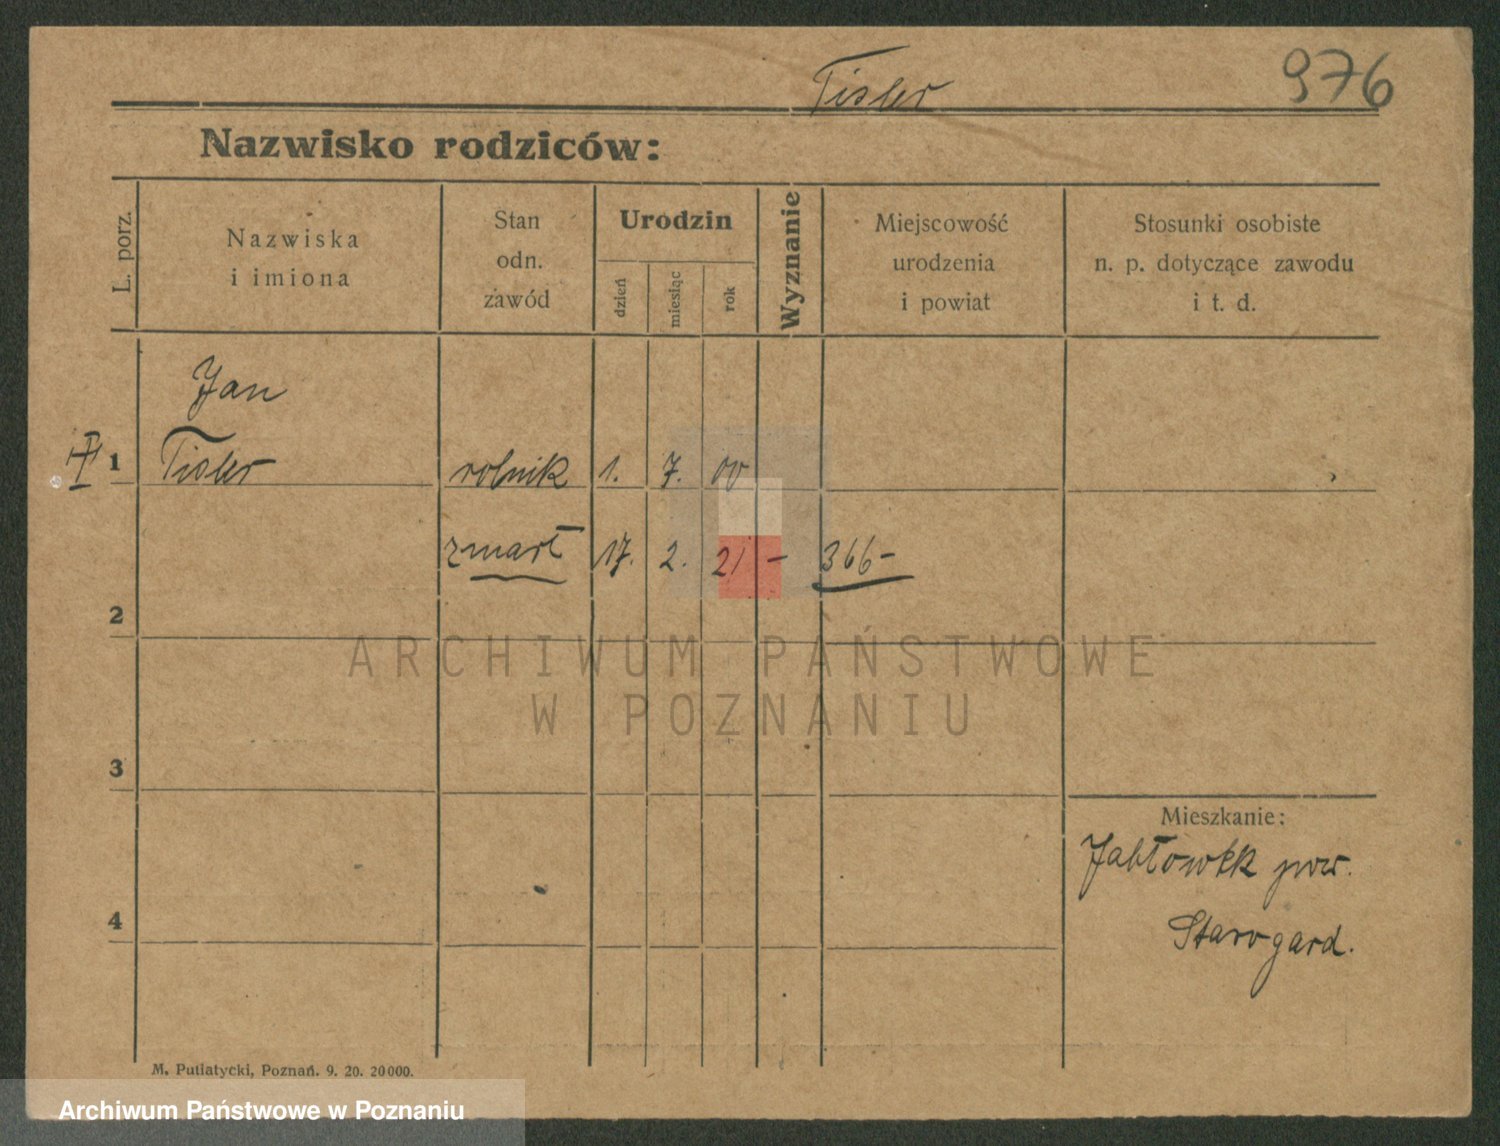 976
Tisler
Nazwisko rodziców:
L. porz.
Nazwiska
i imiona
Stan
odn.
zawód
Urodzin
dzień
miesiąc
rok
Wyznanie
Miejscowość
urodzenia
i powiat
Stosunki osobiste
n. p. dotyczące zawodu
i t. d.
Jan
1 Tisler rolnik 1. 7. 00
zmarł 17. 2. 21 – 366 –
2
ARCHIWUM PAŃSTWOWE
W POZNANIU
3
Mieszkanie:
pow.
4
Starogard.
M. Putiatycki, Poznań. 9. 20. 20000.
Archiwum Państwowe w Poznaniu